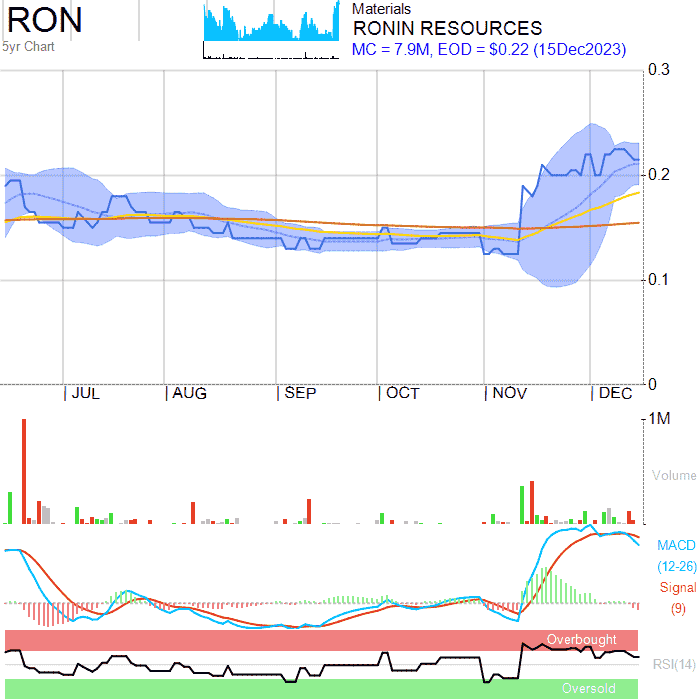 RON
5yr Chart
Materials
RONIN RESOURCES
MC = 7.9M, EOD = $0.22 (15Dec2023)
0.3
0.2
0.1
0
JUL AUG SEP OCT NOV DEC
1M
Volume
MACD
(12-26)
Signal
(9)
Overbought
RSI(14)
Oversold